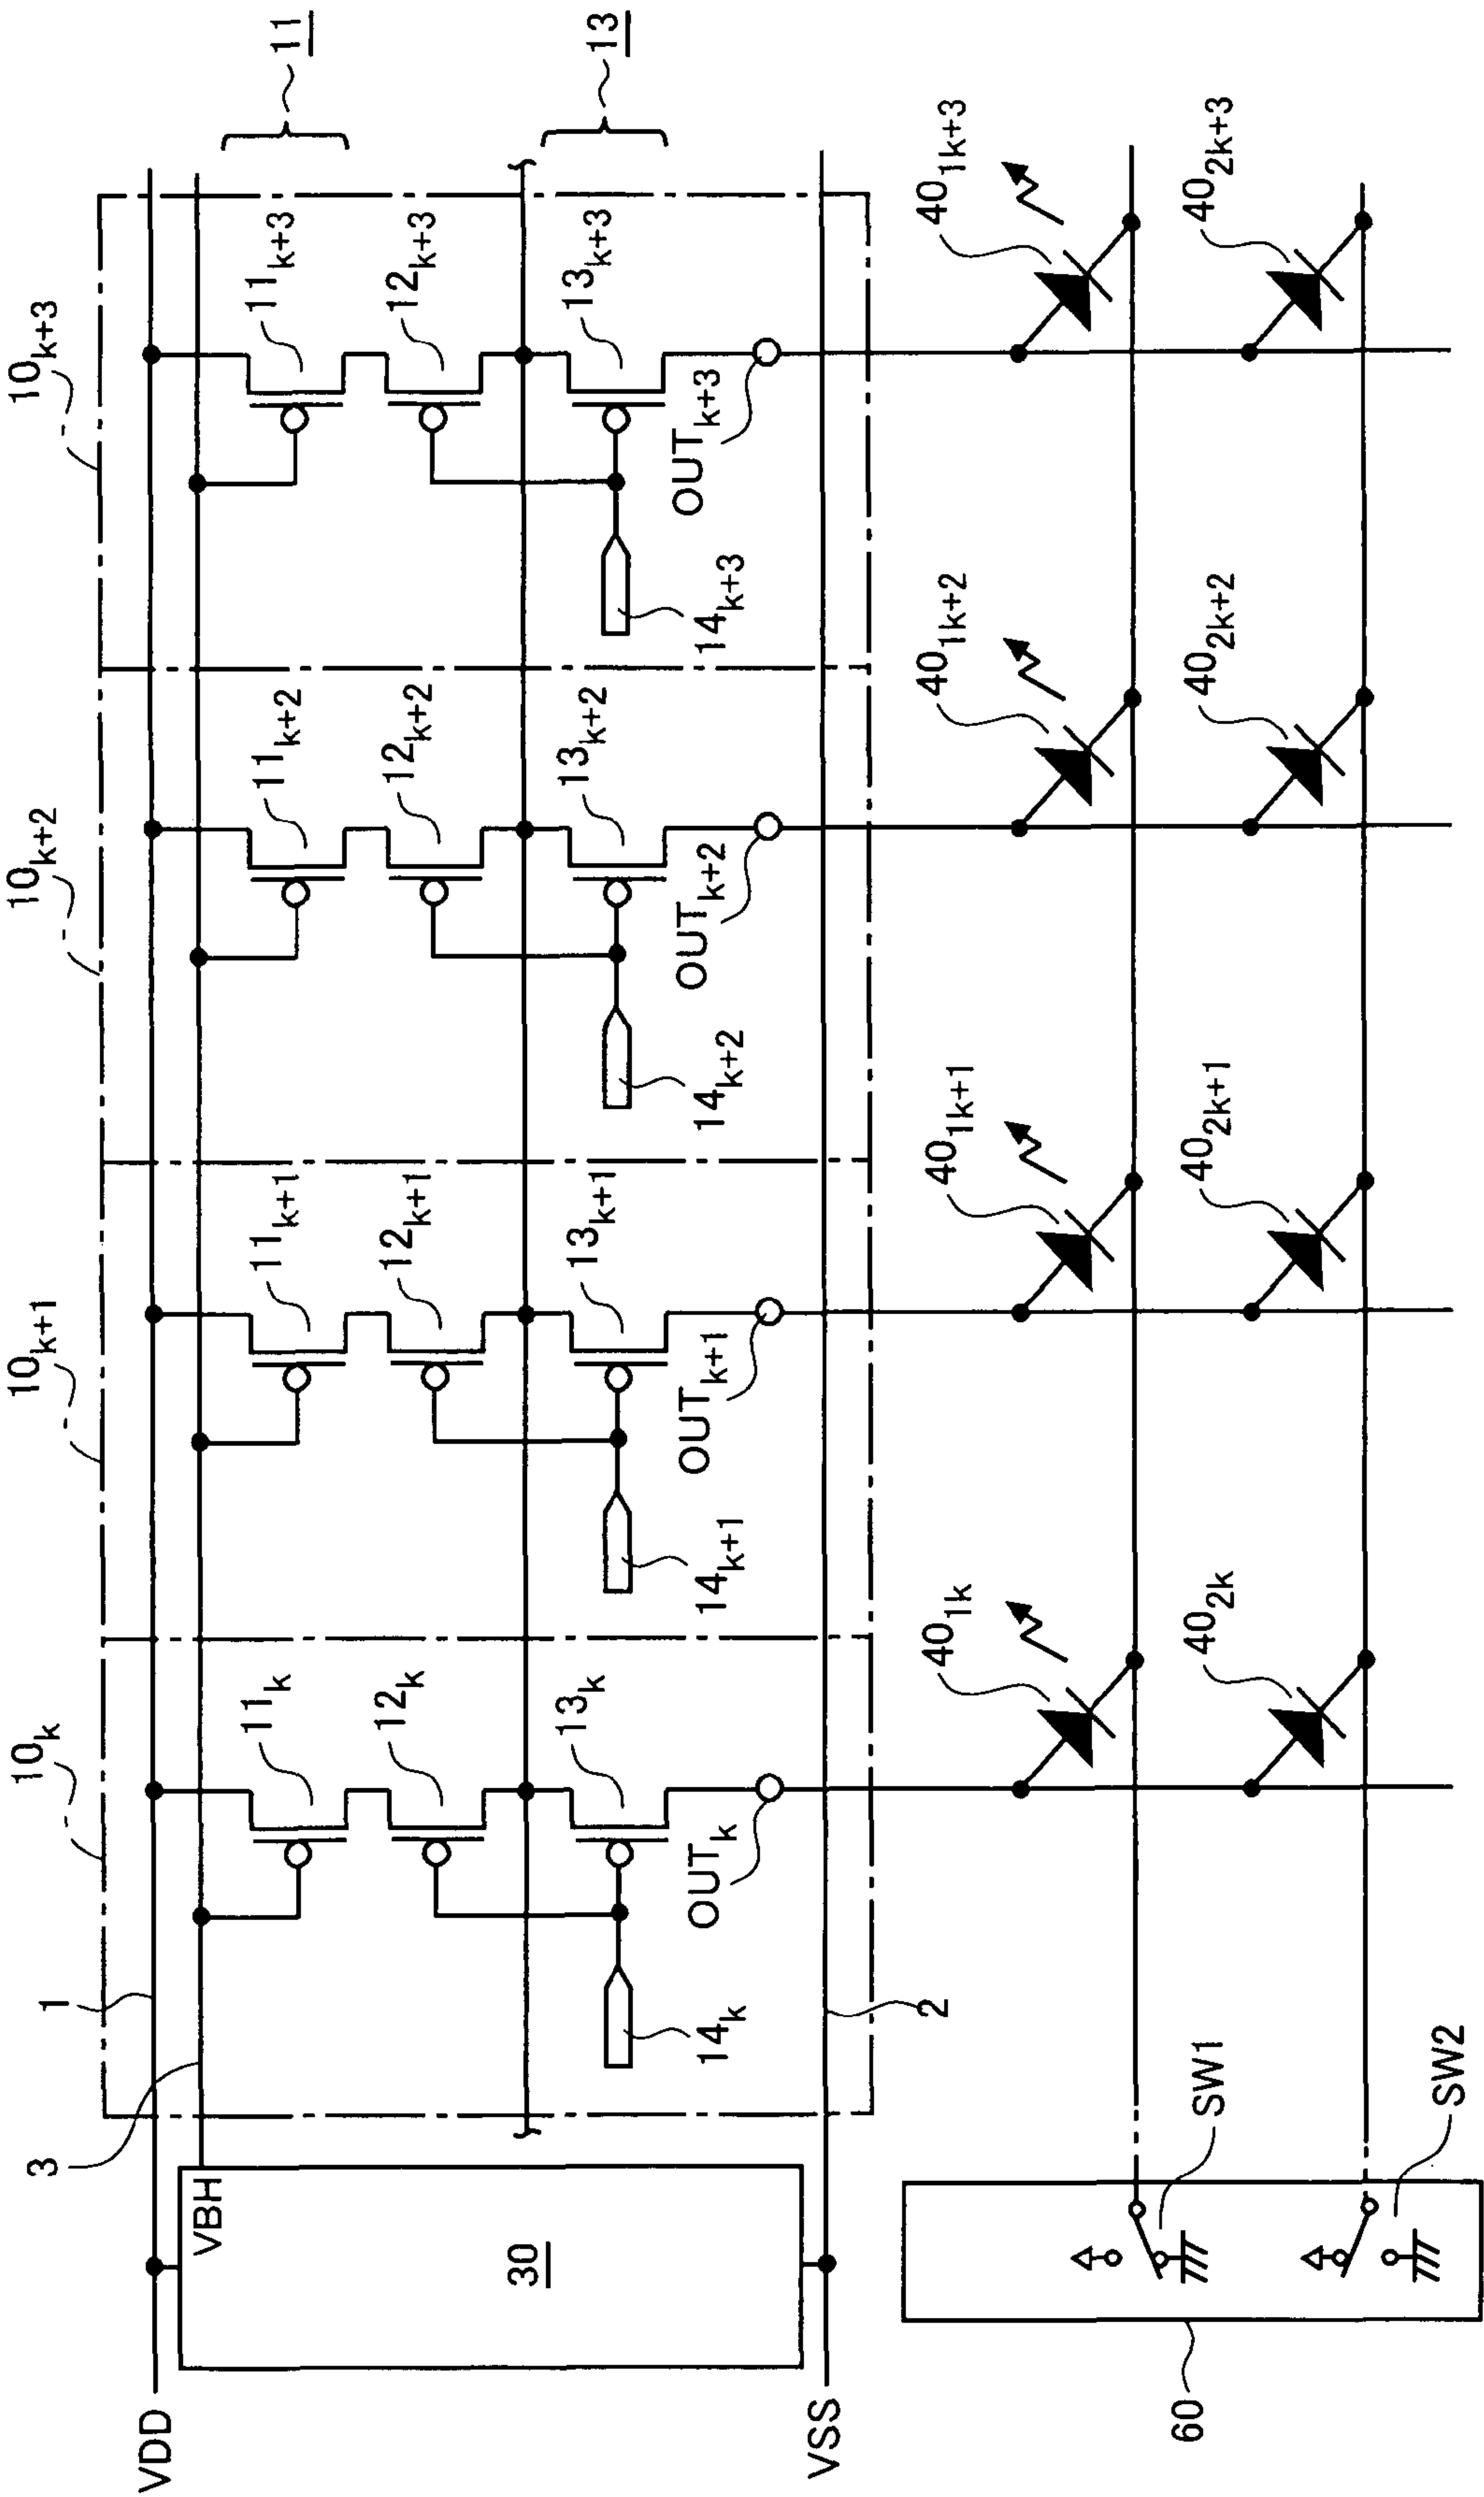 10k 10k+1 10k+2 10k+3
3 1
VDD
VBH
11k 11k+1 11k+2 11k+3 11
12k 12k+1 12k+2 12k+3
30
13k 13k+1 13k+2 13k+3 13
14k 14k+1 14k+2 14k+3
OUTk OUTk+1 OUTk+2 OUTk+3
VSS
2
401k 401k+1 401k+2 401k+3
60
SW1
402k 402k+1 402k+2 402k+3
SW2